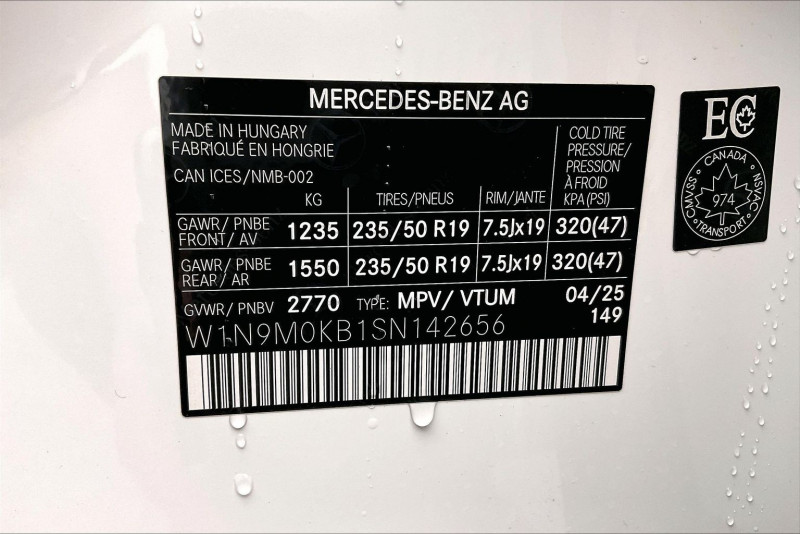 MERCEDES-BENZ AG
MADE IN HUNGARY
FABRIQUÉ EN HONGRIE
CAN ICES/NMB-002
COLD TIRE
PRESSURE/
PRESSION
À FROID
KPA(PSI)
KG TIRES/PNEUS RIM/JANTE
GAWR/ PNBE
FRONT/ AV 1235 235/50 R19 7.5Jx19 320(47)
GAWR/ PNBE
REAR/ AR 1550 235/50 R19 7.5Jx19 320(47)
GVWR/ PNBV 2770 TYPE: MPV/ VTUM 04/25
149
W1N9M0KB1SN142656
EC
CANADA
CMVSS NSVAC
974
TRANSPORT